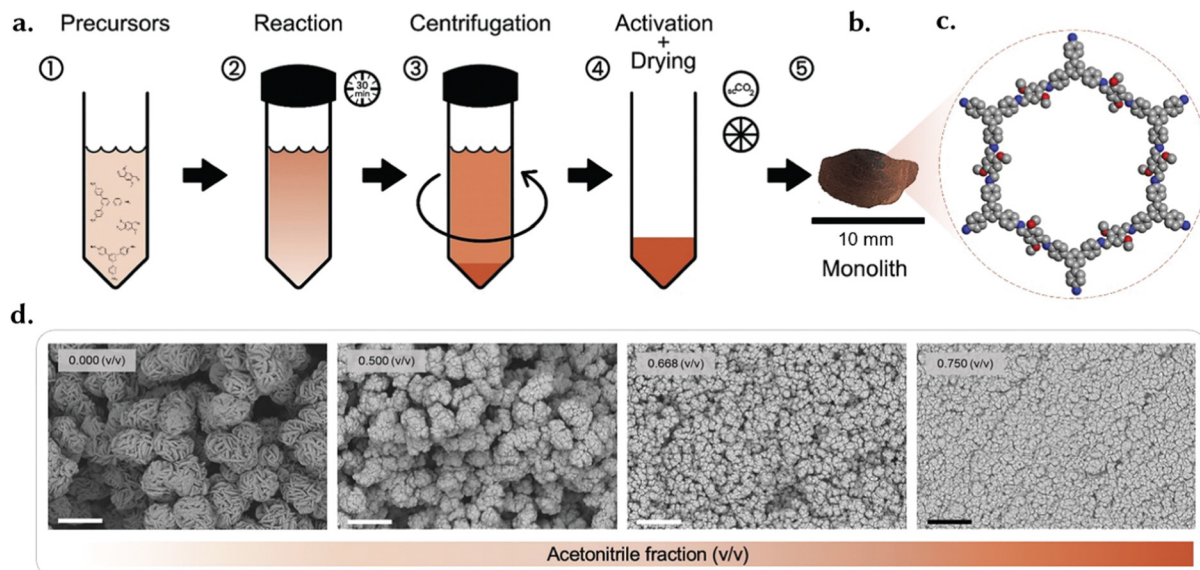 a.
Precursors
Reaction
Centrifugation
Activation
+
Drying
b.
c.
①
②
30
min
③
④
scCO2
⑤
10 mm
Monolith
d.
0.000 (v/v)
0.500 (v/v)
0.668 (v/v)
0.750 (v/v)
Acetonitrile fraction (v/v)